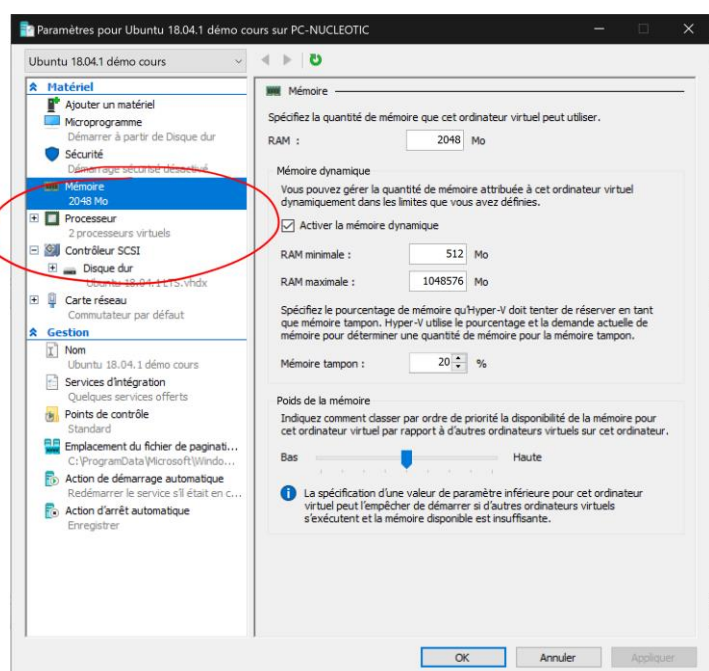 Paramètres pour Ubuntu 18.04.1 démo cours sur PC-NUCLEOTIC
Ubuntu 18.04.1 démo cours
Matériel
Ajouter un matériel
Microprogramme
Démarrer à partir de Disque dur
Sécurité
Démarrage sécurisé désactivé
Mémoire
2048 Mo
Processeur
2 processeurs virtuels
Contrôleur SCSI
Disque dur
Ubuntu 18.04.1 LTS.vhdx
Carte réseau
Commutateur par défaut
Gestion
Nom
Ubuntu 18.04.1 démo cours
Services d'intégration
Quelques services offerts
Points de contrôle
Standard
Emplacement du fichier de paginati...
C:\ProgramData\Microsoft\Windo...
Action de démarrage automatique
Redémarrer le service s'il était en c...
Action d'arrêt automatique
Enregistrer
Mémoire
Spécifiez la quantité de mémoire que cet ordinateur virtuel peut utiliser.
RAM : 2048 Mo
Mémoire dynamique
Vous pouvez gérer la quantité de mémoire attribuée à cet ordinateur virtuel
dynamiquement dans les limites que vous avez définies.
Activer la mémoire dynamique
RAM minimale : 512 Mo
RAM maximale : 1048576 Mo
Spécifiez le pourcentage de mémoire qu'Hyper-V doit tenter de réserver en tant
que mémoire tampon. Hyper-V utilise le pourcentage et la demande actuelle de
mémoire pour déterminer une quantité de mémoire pour la mémoire tampon.
Mémoire tampon : 20 %
Poids de la mémoire
Indiquez comment classer par ordre de priorité la disponibilité de la mémoire pour
cet ordinateur virtuel par rapport à d'autres ordinateurs virtuels sur cet ordinateur.
Bas Haute
La spécification d'une valeur de paramètre inférieure pour cet ordinateur
virtuel peut l'empêcher de démarrer si d'autres ordinateurs virtuels
s'exécutent et la mémoire disponible est insuffisante.
OK Annuler Appliquer